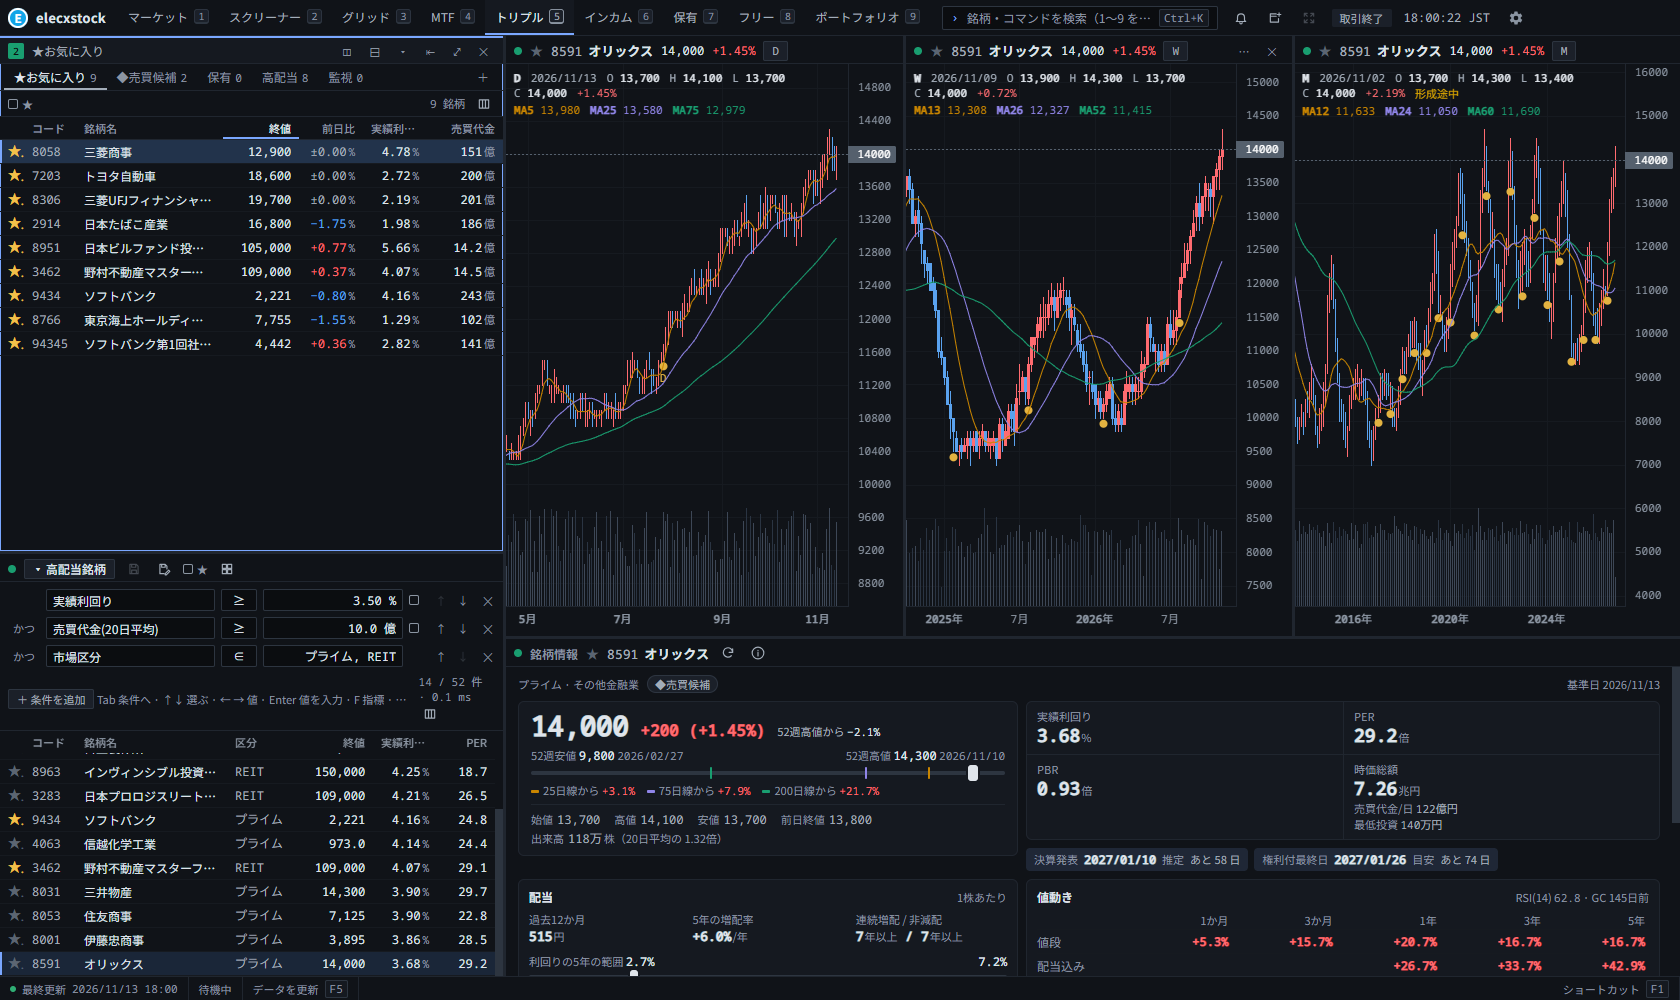 elecxstock マーケット 1 スクリーナー 2 グリッド 3 MTF 4 トリプル 5 インカム 6 保有 7 フリー 8 ポートフォリオ 9 › 銘柄・コマンドを検索（1〜9 を… Ctrl+K 取引終了 18:00:22 JST
2 ★お気に入り
★お気に入り 9 ◆売買候補 2 保有 0 高配当 8 監視 0 ＋
★ 9 銘柄
コード 銘柄名 終値 前日比 実績利… 売買代金
★ 8058 三菱商事 12,900 ±0.00% 4.78% 151億
★ 7203 トヨタ自動車 18,600 ±0.00% 2.72% 200億
★ 8306 三菱UFJフィナンシャ… 19,700 ±0.00% 2.19% 201億
★ 2914 日本たばこ産業 16,800 −1.75% 1.98% 186億
★ 8951 日本ビルファンド投… 105,000 +0.77% 5.66% 14.2億
★ 3462 野村不動産マスター… 109,000 +0.37% 4.07% 14.5億
★ 9434 ソフトバンク 2,221 −0.80% 4.16% 243億
★ 8766 東京海上ホールディ… 7,755 −1.55% 1.29% 102億
★ 94345 ソフトバンク第1回社… 4,442 +0.36% 2.82% 141億
高配当銘柄 ★
実績利回り ≥ 3.50 % ↑ ↓ ×
かつ 売買代金(20日平均) ≥ 10.0 億 ↑ ↓ ×
かつ 市場区分 ∈ プライム, REIT ↑ ↓ ×
＋ 条件を追加 Tab 条件へ · ↑↓ 選ぶ · ←→ 値 · Enter 値を入力 · F 指標 · … 14 / 52 件 · 0.1 ms
コード 銘柄名 区分 終値 実績利… PER
★ 8963 インヴィンシブル投資… REIT 150,000 4.25% 18.7
★ 3283 日本プロロジスリート… REIT 109,000 4.21% 26.5
★ 9434 ソフトバンク プライム 2,221 4.16% 24.8
★ 4063 信越化学工業 プライム 973.0 4.14% 24.4
★ 3462 野村不動産マスターフ… REIT 109,000 4.07% 29.1
★ 8031 三井物産 プライム 14,300 3.90% 29.7
★ 8053 住友商事 プライム 7,125 3.90% 22.8
★ 8001 伊藤忠商事 プライム 3,895 3.86% 28.5
★ 8591 オリックス プライム 14,000 3.68% 29.2
★ 8591 オリックス 14,000 +1.45% D
D 2026/11/13 O 13,700 H 14,100 L 13,700
C 14,000 +1.45%
MA5 13,980 MA25 13,580 MA75 12,979
14800
14400
14000
13600
13200
12800
12400
12000
11600
11200
10800
10400
10000
9600
9200
8800
5月 7月 9月 11月
★ 8591 オリックス 14,000 +1.45% W … ×
W 2026/11/09 O 13,900 H 14,300 L 13,700
C 14,000 +0.72%
MA13 13,308 MA26 12,327 MA52 11,415
15000
14500
14000
13500
13000
12500
12000
11500
11000
10500
10000
9500
9000
8500
8000
7500
2025年 7月 2026年 7月
★ 8591 オリックス 14,000 +1.45% M
M 2026/11/02 O 13,700 H 14,300 L 13,400
C 14,000 +2.19% 形成途中
MA12 11,633 MA24 11,050 MA60 11,690
16000
15000
14000
13000
12000
11000
10000
9000
8000
7000
6000
5000
4000
2016年 2020年 2024年
銘柄情報 ★ 8591 オリックス
プライム · その他金融業 ◆売買候補 基準日 2026/11/13
14,000 +200 (+1.45%) 52週高値から −2.1%
52週安値 9,800 2026/02/27 52週高値 14,300 2026/11/10
25日線から +3.1% 75日線から +7.9% 200日線から +21.7%
始値 13,700 高値 14,100 安値 13,700 前日終値 13,800
出来高 118万 株（20日平均の 1.32倍）
実績利回り
3.68%
PER
29.2倍
PBR
0.93倍
時価総額
7.26兆円
売買代金/日 122億円
最低投資 140万円
決算発表 2027/01/10 推定 あと 58 日 権利付最終日 2027/01/26 目安 あと 74 日
配当 1株あたり
過去12か月 5年の増配率 連続増配 / 非減配
515円 +6.0%/年 7年以上 / 7年以上
利回りの5年の範囲 2.7% 7.2%
値動き RSI(14) 62.8 · GC 145日前
1か月 3か月 1年 3年 5年
値段 +5.3% +15.7% +20.7% +16.7% +16.7%
配当込み +26.7% +33.7% +42.9%
最終更新 2026/11/13 18:00 待機中 データを更新 F5 ショートカット F1